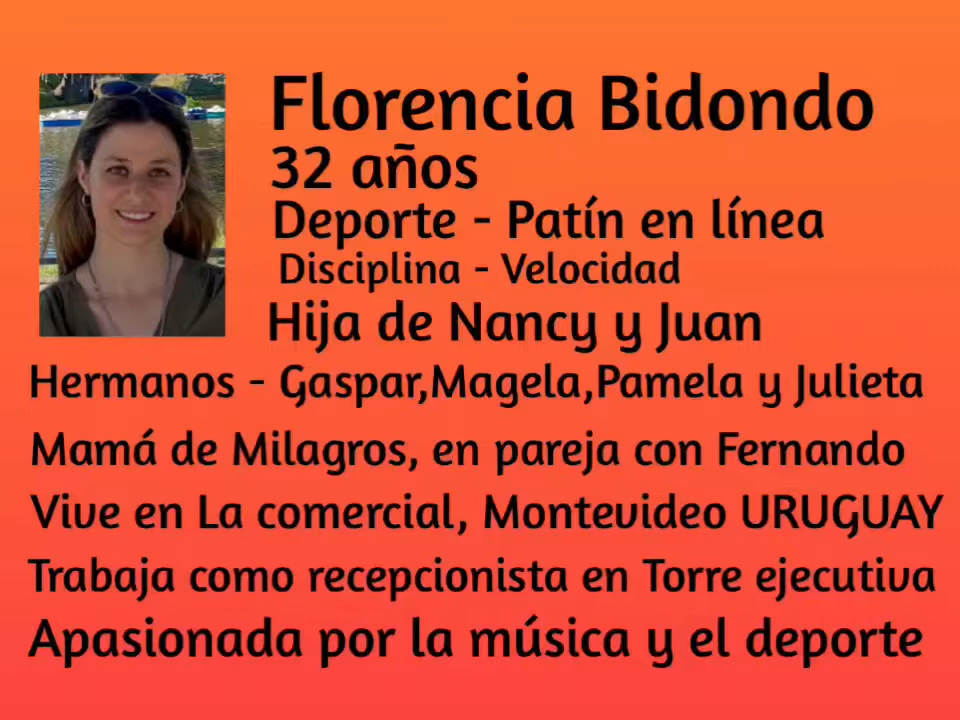 Florencia Bidondo
32 años
Deporte - Patín en línea
Disciplina - Velocidad
Hija de Nancy y Juan
Hermanos - Gaspar,Magela,Pamela y Julieta
Mamá de Milagros, en pareja con Fernando
Vive en La comercial, Montevideo URUGUAY
Trabaja como recepcionista en Torre ejecutiva
Apasionada por la música y el deporte